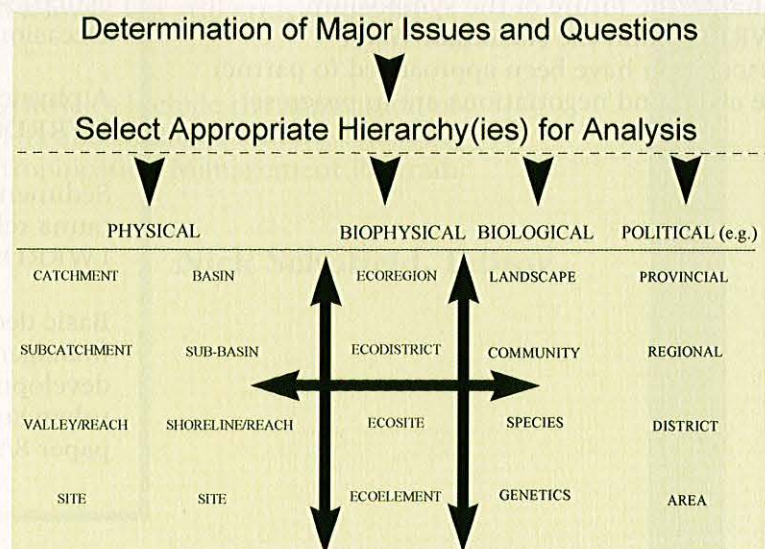 Determination of Major Issues and Questions
Select Appropriate Hierarchy(ies) for Analysis
PHYSICAL BIOPHYSICAL BIOLOGICAL POLITICAL (e.g.)
CATCHMENT BASIN ECOREGION LANDSCAPE PROVINCIAL
SUBCATCHMENT SUB-BASIN ECODISTRICT COMMUNITY REGIONAL
VALLEY/REACH SHORELINE/REACH ECOSITE SPECIES DISTRICT
SITE SITE ECOELEMENT GENETICS AREA